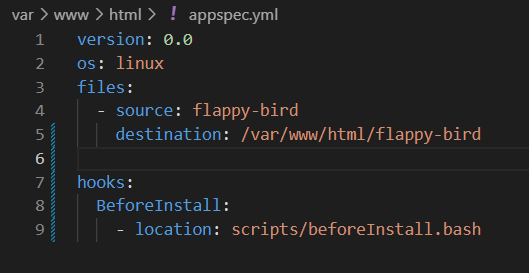 var > www > html > ! appspec.yml
1 version: 0.0
2 os: linux
3 files:
4 - source: flappy-bird
5 destination: /var/www/html/flappy-bird
6
7 hooks:
8 BeforeInstall:
9 - location: scripts/beforeInstall.bash